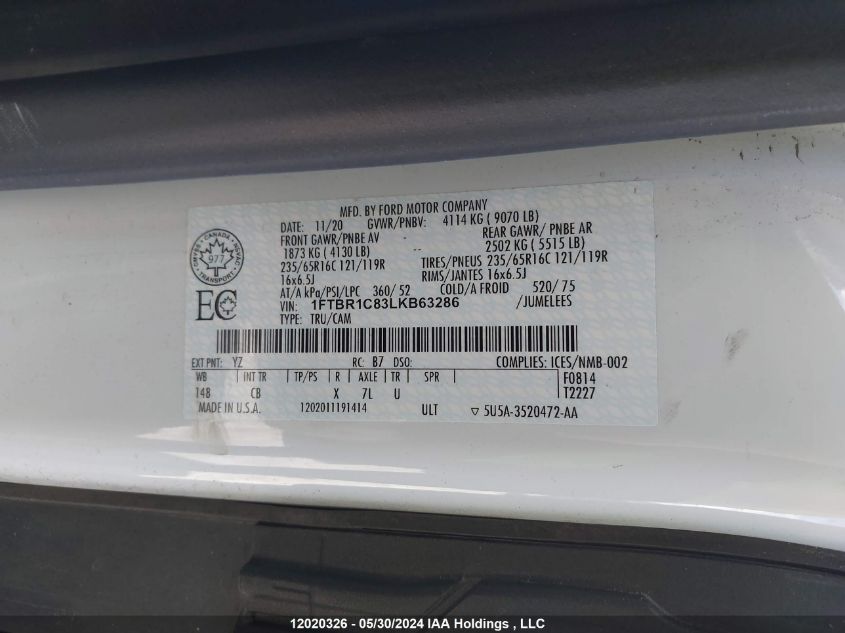 MFD. BY FORD MOTOR COMPANY
DATE: 11/20 GVWR/PNBV: 4114 KG ( 9070 LB)
FRONT GAWR/PNBE AV REAR GAWR/ PNBE AR
1873 KG ( 4130 LB) 2502 KG ( 5515 LB)
235/65R16C 121/119R TIRES/PNEUS 235/65R16C 121/119R
16x6.5J RIMS/JANTES 16x6.5J
AT/A kPa/PSI/LPC 360/ 52 COLD/A FROID 520/ 75
VIN: 1FTBR1C83LKB63286 /JUMELEES
TYPE: TRU/CAM
CANADA
977
TRANSPORT
EC
EXT PNT: YZ RC: B7 DSO: COMPLIES: ICES/NMB-002
WB INT TR TP/PS R AXLE TR SPR F0814
148 CB X 7L U T2227
MADE IN U.S.A. 1202011191414 ULT ▽ 5U5A-3520472-AA
12020326 - 05/30/2024 IAA Holdings , LLC